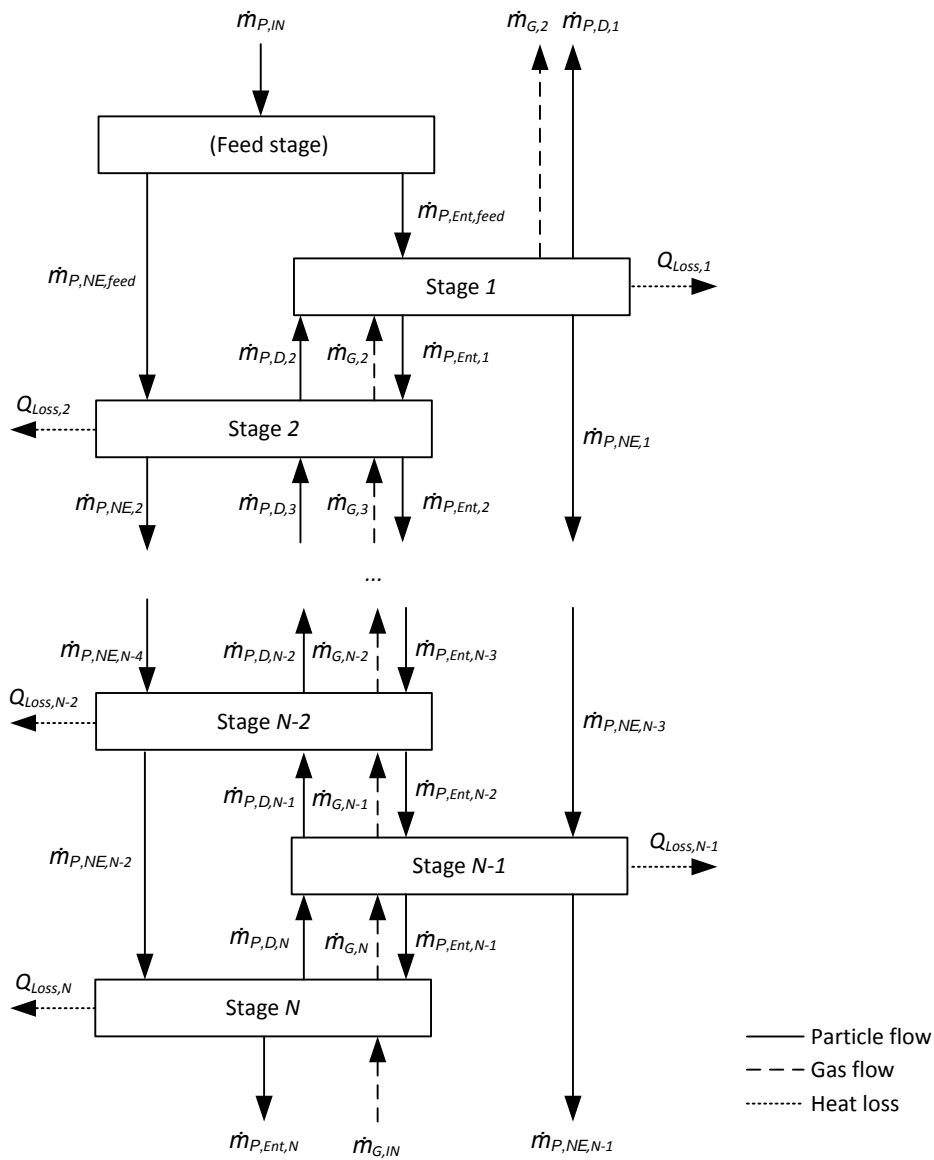 ṁP,IN
ṁG,2
ṁP,D,1
(Feed stage)
ṁP,Ent,feed
ṁP,NE,feed
QLoss,1
Stage 1
ṁP,D,2
ṁG,2
ṁP,Ent,1
QLoss,2
Stage 2
ṁP,NE,1
ṁP,NE,2
ṁP,D,3
ṁG,3
ṁP,Ent,2
...
ṁP,NE,N-4
ṁP,D,N-2
ṁG,N-2
ṁP,Ent,N-3
QLoss,N-2
Stage N-2
ṁP,NE,N-3
ṁP,D,N-1
ṁG,N-1
ṁP,Ent,N-2
QLoss,N-1
Stage N-1
ṁP,NE,N-2
ṁP,D,N
ṁG,N
ṁP,Ent,N-1
QLoss,N
Stage N
Particle flow
Gas flow
Heat loss
ṁP,Ent,N
ṁG,IN
ṁP,NE,N-1